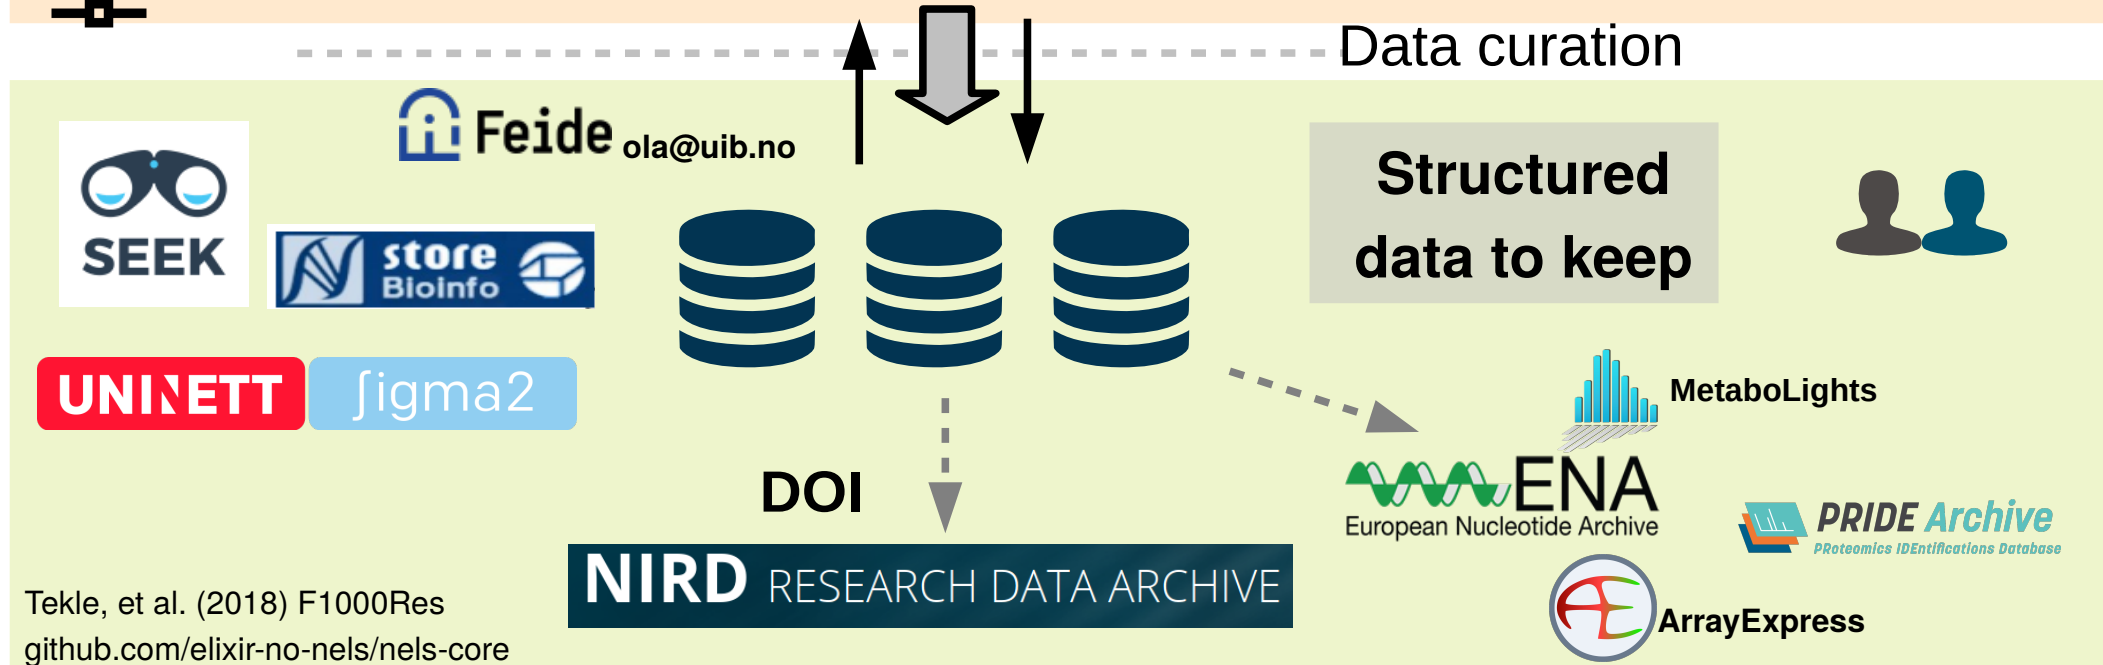 Data curation
Feide ola@uib.no
SEEK
store
Bioinfo
Structured
data to keep
UNINETT
Sigma2
MetaboLights
DOI
ENA
European Nucleotide Archive
PRIDE Archive
PRoteomics IDEntifications Database
NIRD RESEARCH DATA ARCHIVE
ArrayExpress
Tekle, et al. (2018) F1000Res
github.com/elixir-no-nels/nels-core